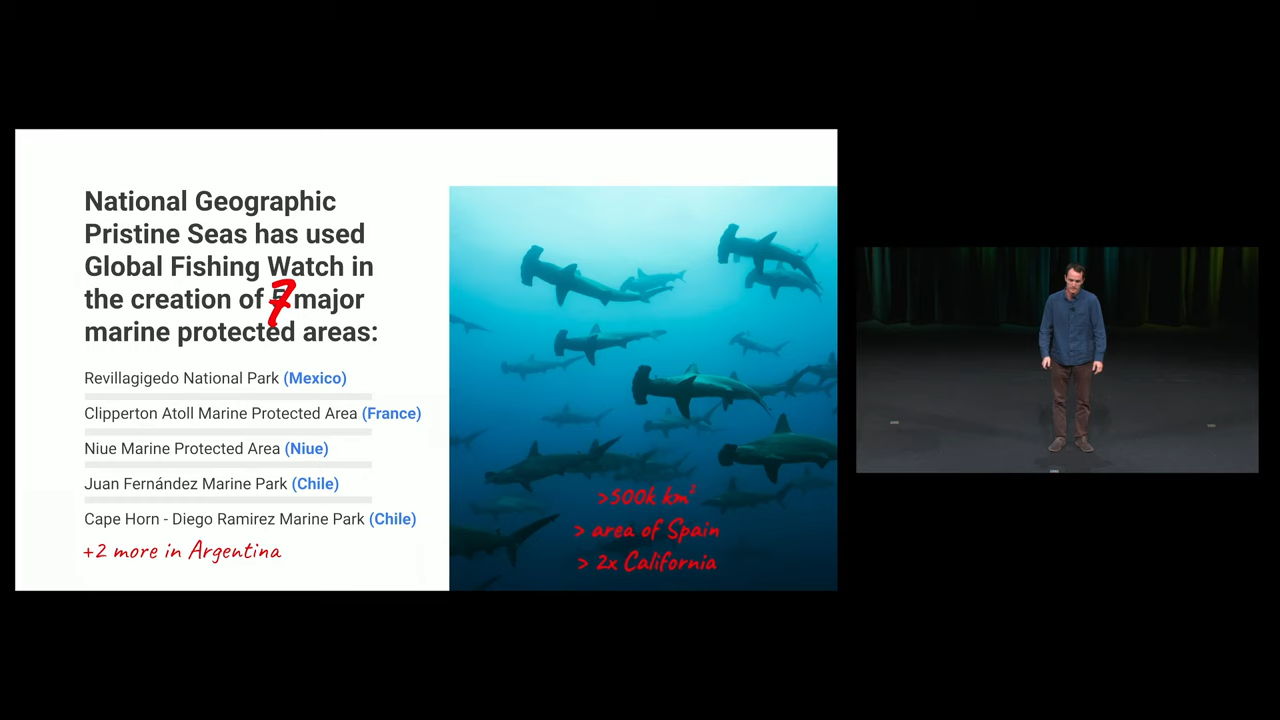 National Geographic
Pristine Seas has used
Global Fishing Watch in
the creation of 7 major
marine protected areas:
Revillagigedo National Park (Mexico)
Clipperton Atoll Marine Protected Area (France)
Niue Marine Protected Area (Niue)
Juan Fernández Marine Park (Chile)
Cape Horn - Diego Ramirez Marine Park (Chile)
+2 more in Argentina
>500k km²
> area of Spain
> 2x California